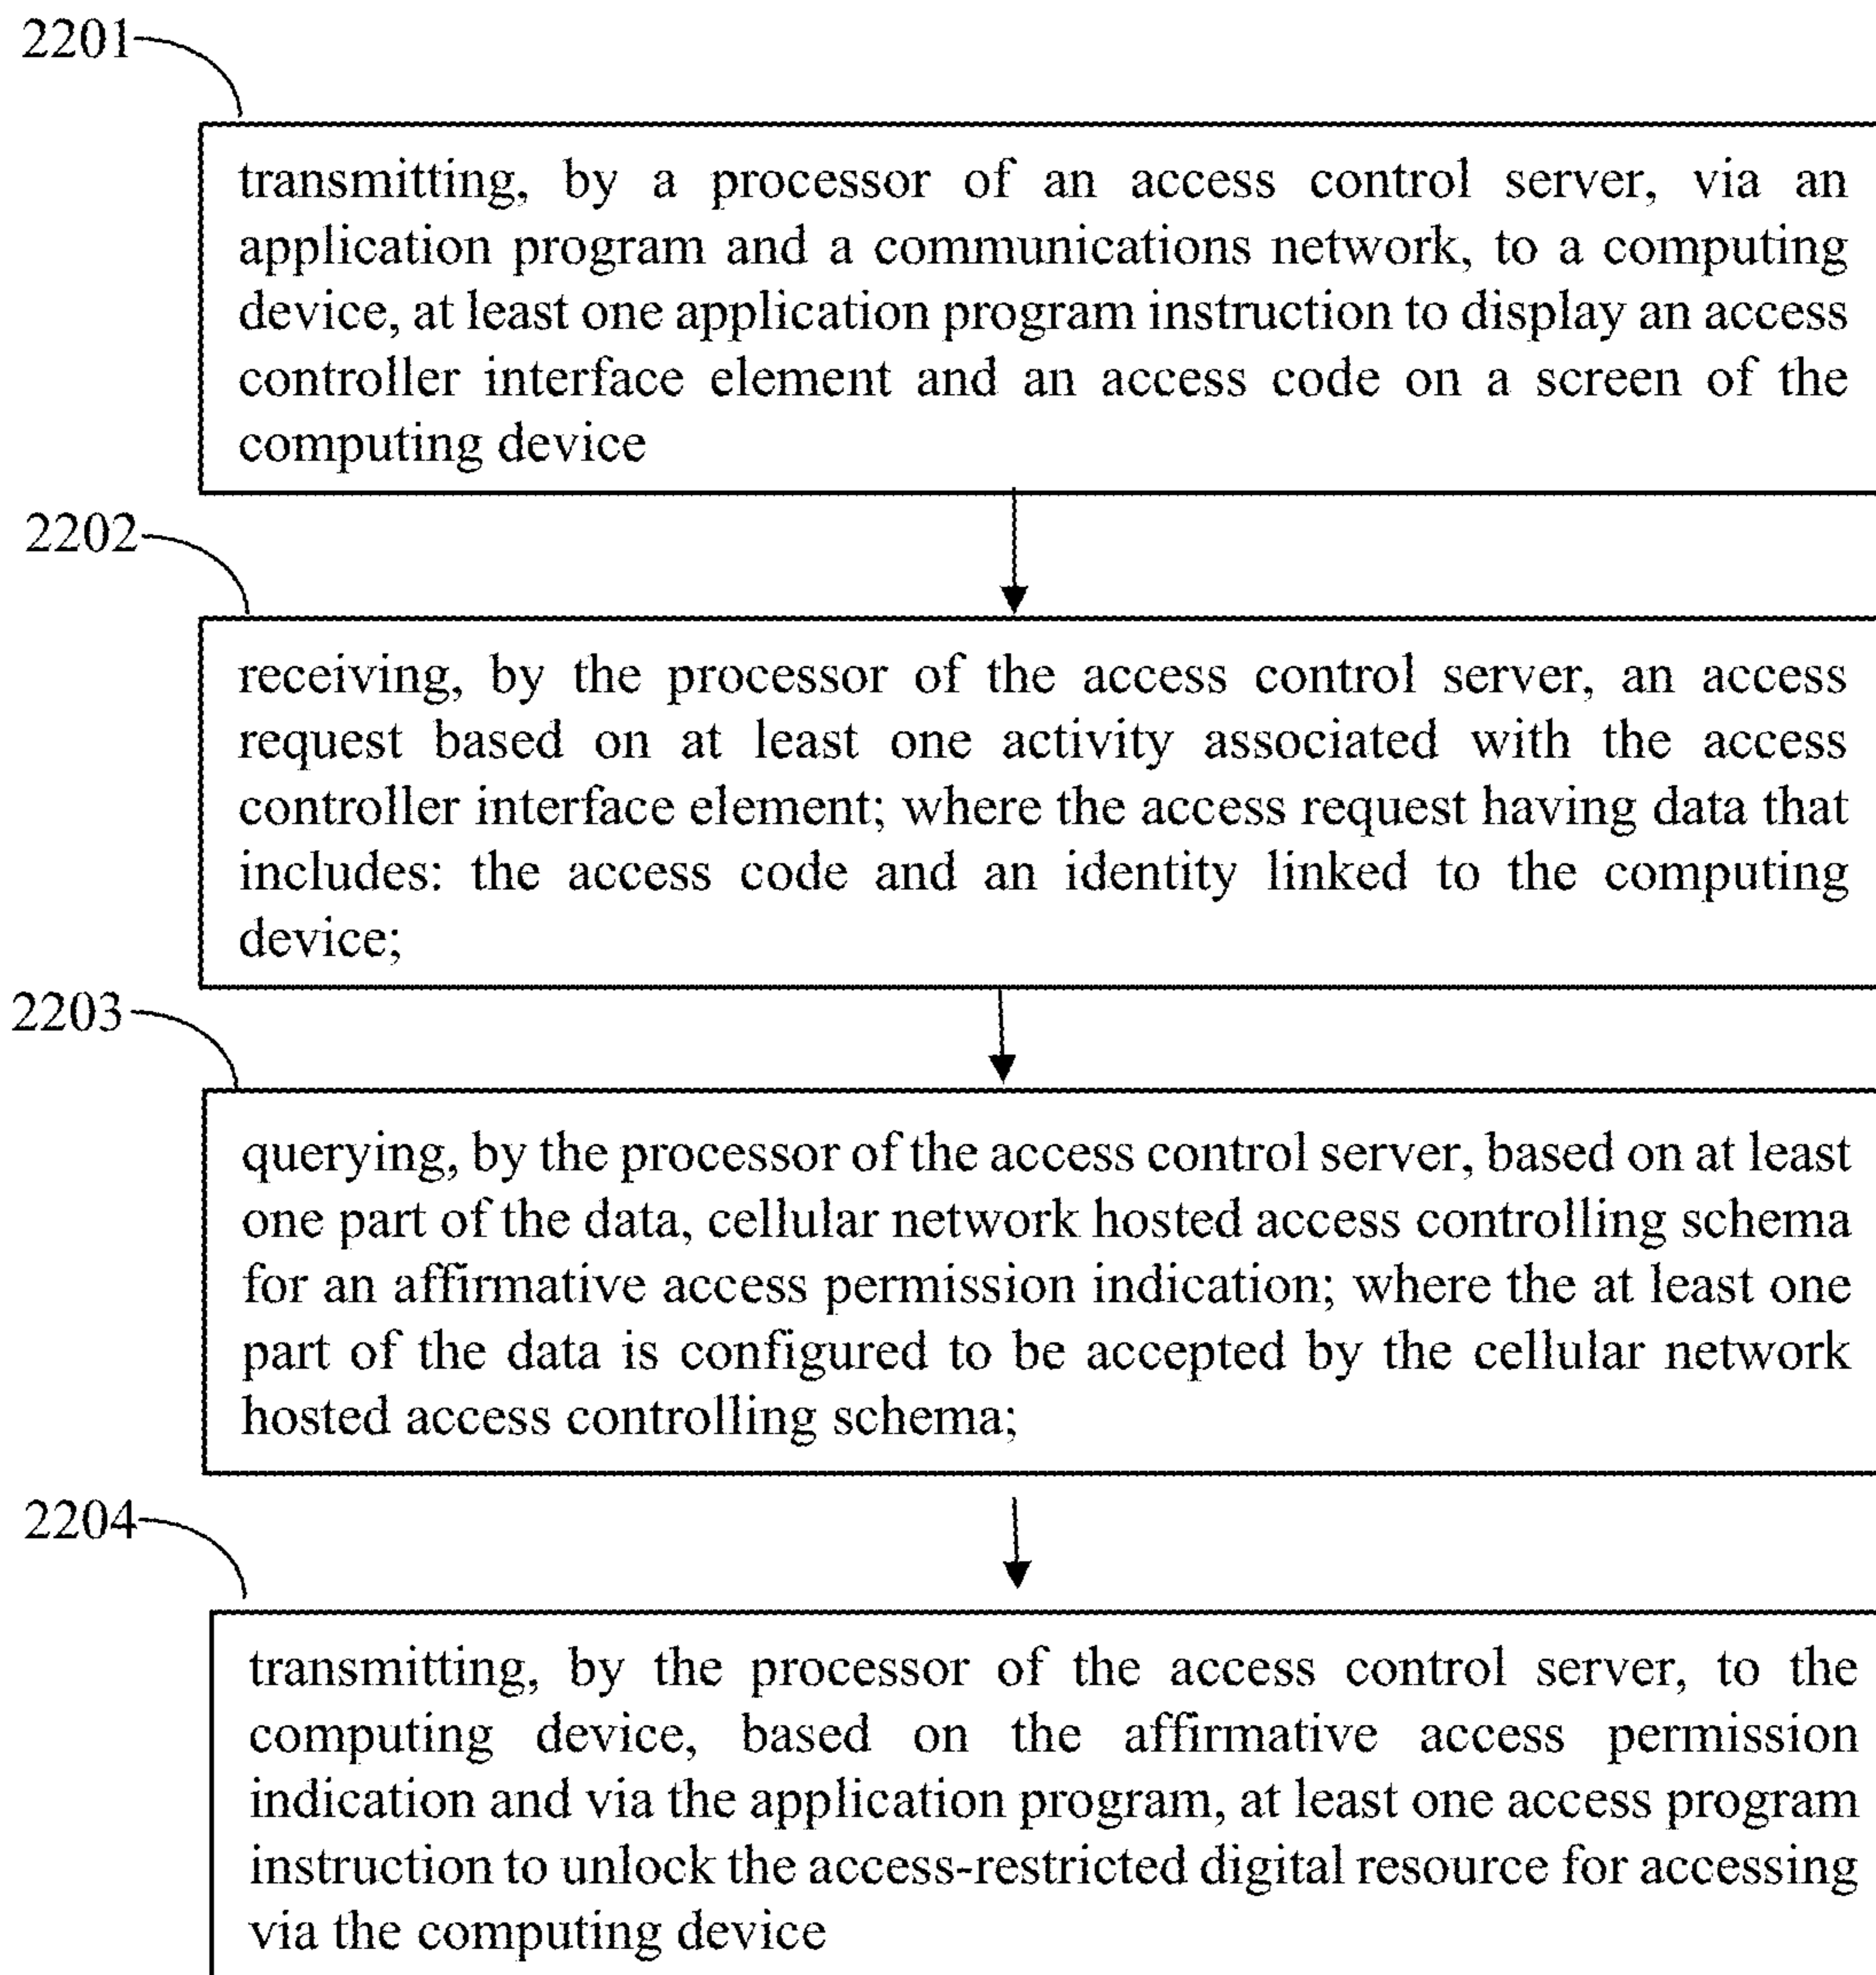 2201
transmitting, by a processor of an access control server, via an
application program and a communications network, to a computing
device, at least one application program instruction to display an access
controller interface element and an access code on a screen of the
computing device
2202
receiving, by the processor of the access control server, an access
request based on at least one activity associated with the access
controller interface element; where the access request having data that
includes: the access code and an identity linked to the computing
device;
2203
querying, by the processor of the access control server, based on at least
one part of the data, cellular network hosted access controlling schema
for an affirmative access permission indication; where the at least one
part of the data is configured to be accepted by the cellular network
hosted access controlling schema;
2204
transmitting, by the processor of the access control server, to the
computing device, based on the affirmative access permission
indication and via the application program, at least one access program
instruction to unlock the access-restricted digital resource for accessing
via the computing device